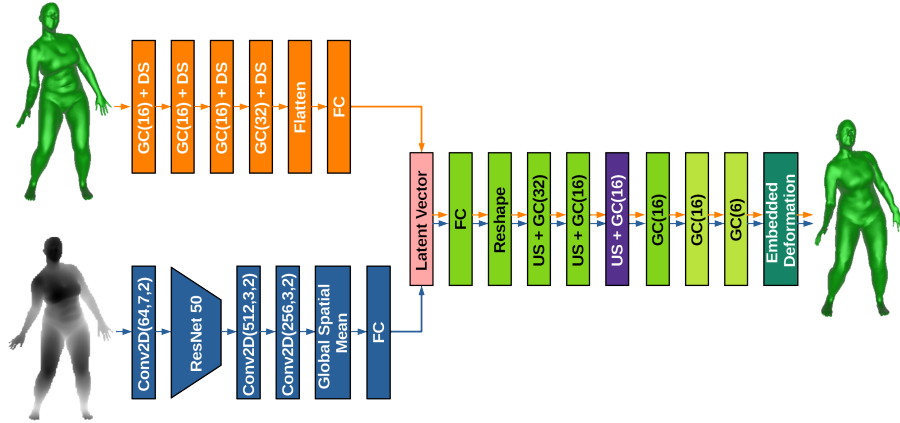 GC(16) + DS
GC(16) + DS
GC(16) + DS
GC(32) + DS
Flatten
FC
Conv2D(64,7,2)
ResNet 50
Conv2D(512,3,2)
Conv2D(256,3,2)
Global Spatial
Mean
FC
Latent Vector
FC
Reshape
US + GC(32)
US + GC(16)
US + GC(16)
GC(16)
GC(16)
GC(6)
Embedded
Deformation